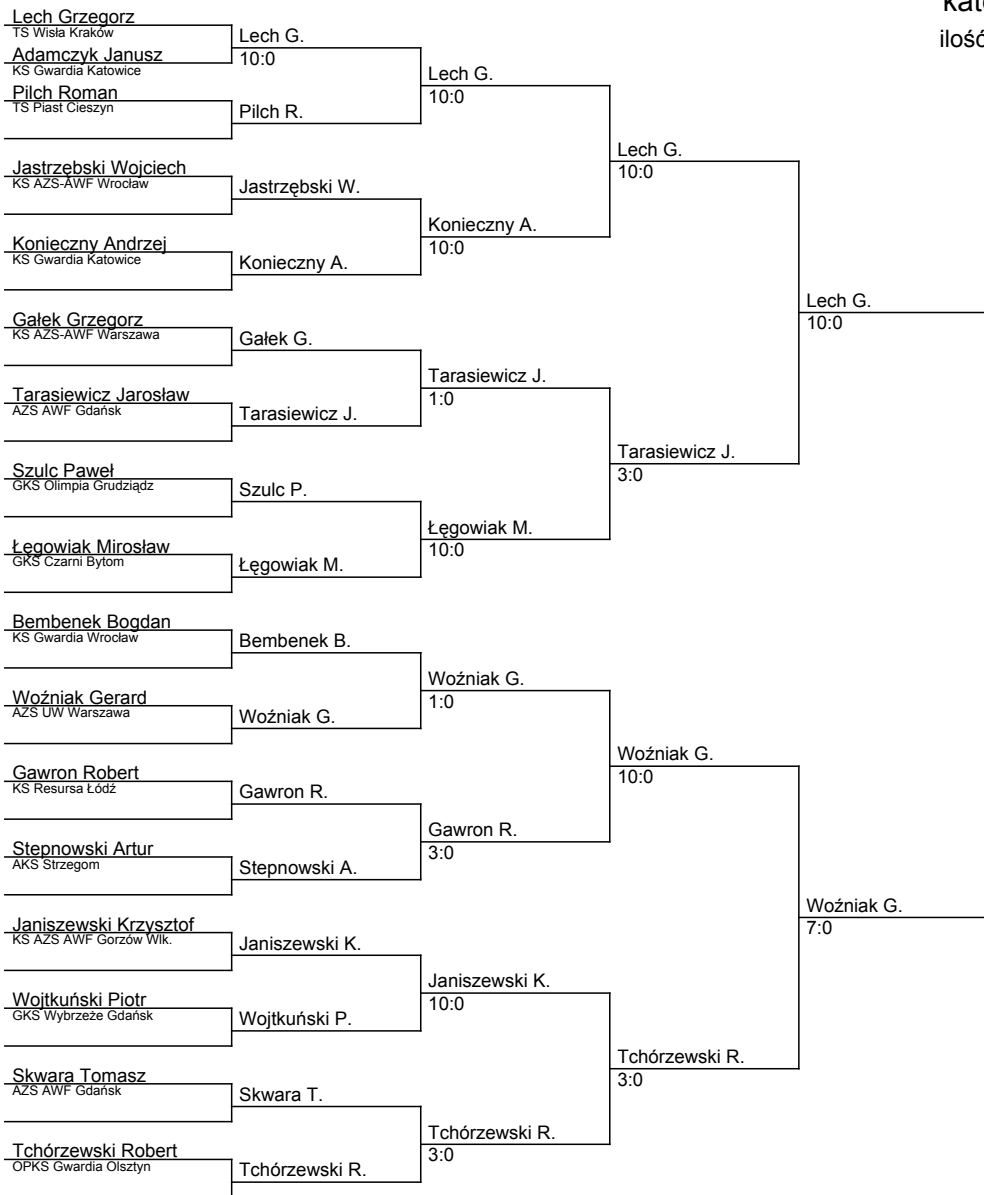 kat
ilość
Lech Grzegorz
TS Wisła Kraków
Adamczyk Janusz
KS Gwardia Katowice
Pilch Roman
TS Piast Cieszyn
Jastrzębski Wojciech
KS AZS-AWF Wrocław
Konieczny Andrzej
KS Gwardia Katowice
Gałek Grzegorz
KS AZS-AWF Warszawa
Tarasiewicz Jarosław
AZS AWF Gdańsk
Szulc Paweł
GKS Olimpia Grudziądz
Łęgowiak Mirosław
GKS Czarni Bytom
Bembenek Bogdan
KS Gwardia Wrocław
Woźniak Gerard
AZS UW Warszawa
Gawron Robert
KS Resursa Łódź
Stepnowski Artur
AKS Strzegom
Janiszewski Krzysztof
KS AZS AWF Gorzów Wlk.
Wojtkuński Piotr
GKS Wybrzeże Gdańsk
Skwara Tomasz
AZS AWF Gdańsk
Tchórzewski Robert
OPKS Gwardia Olsztyn
Lech G.
10:0
Pilch R.
Jastrzębski W.
Konieczny A.
Gałek G.
Tarasiewicz J.
Szulc P.
Łęgowiak M.
Bembenek B.
Woźniak G.
Gawron R.
Stepnowski A.
Janiszewski K.
Wojtkuński P.
Skwara T.
Tchórzewski R.
Lech G.
10:0
Konieczny A.
10:0
Tarasiewicz J.
1:0
Łęgowiak M.
10:0
Woźniak G.
1:0
Gawron R.
3:0
Janiszewski K.
10:0
Tchórzewski R.
3:0
Lech G.
10:0
Tarasiewicz J.
3:0
Woźniak G.
10:0
Tchórzewski R.
3:0
Lech G.
10:0
Woźniak G.
7:0